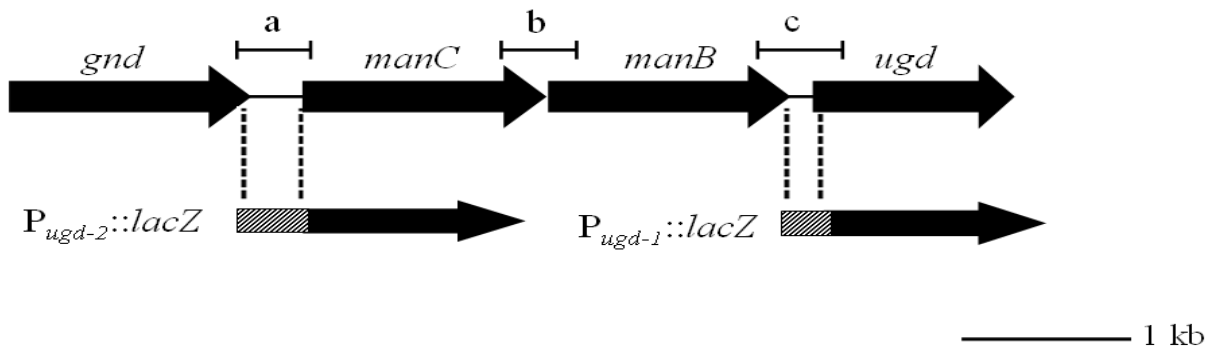 a b c
gnd manC manB ugd
Pugd-2::lacZ Pugd-1::lacZ
1 kb